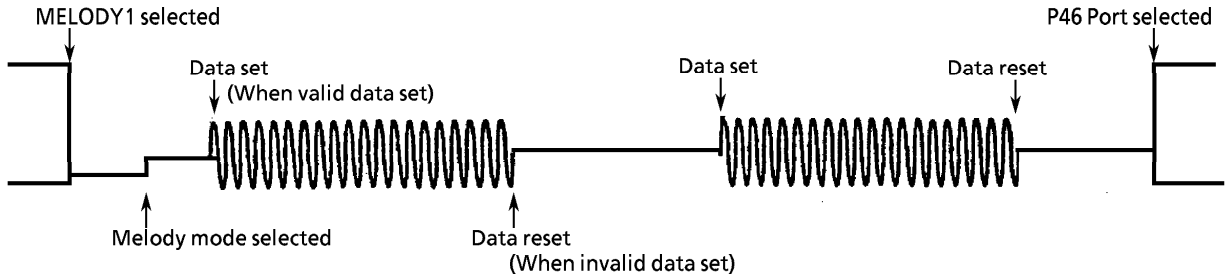 MELODY1 selected
P46 Port selected
Data set
(When valid data set)
Data set
Data reset
Melody mode selected
Data reset
(When invalid data set)